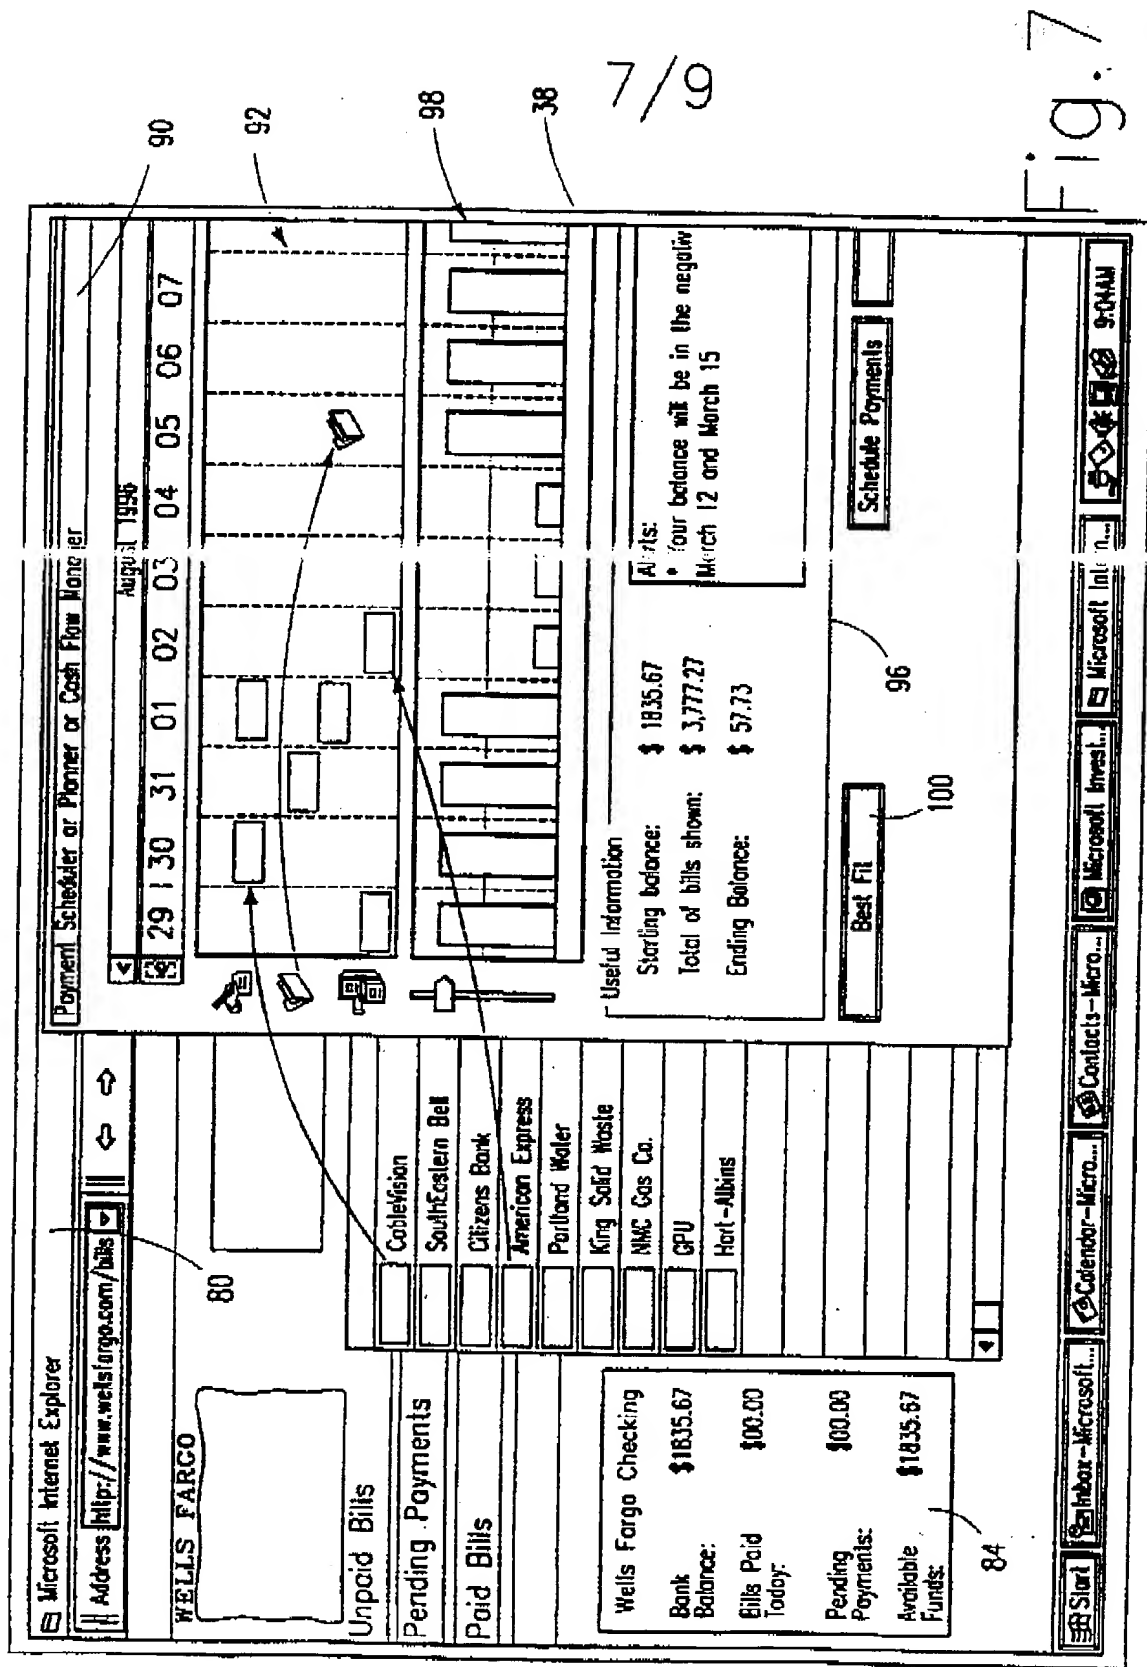 7/9
Fig.7
Microsoft Internet Explorer
Address http://www.wellsfargo.com/bills
80
WELLS FARCO
Unpaid Bills
Pending Payments
Paid Bills
CableVision
SouthEastern Bell
Citizens Bank
American Express
Portland Water
King Solid Waste
NMC Gas Co.
GPU
Hart-Albins
Wells Fargo Checking
Bank Balance: $1835.67
Bills Paid Today: $00.00
Pending Payments: $00.00
Available Funds: $1835.67
84
Payment Scheduler or Planner or Cash Flow Manager
90
August 1996
29 30 31 01 02 03 04 05 06 07
92
98
38
Useful Information
Starting balance: $ 1835.67
Total of bills shown: $ 3,777.27
Ending Balance: $ 57.73
Alerts:
* Your balance will be in the negativ
March 12 and March 15
96
Best Fit
100
Schedule Payments
Start
Inbox-Microsoft...
Calendar-Micro...
Contacts-Micro...
Microsoft Invest...
Microsoft Intern...
9:04AM